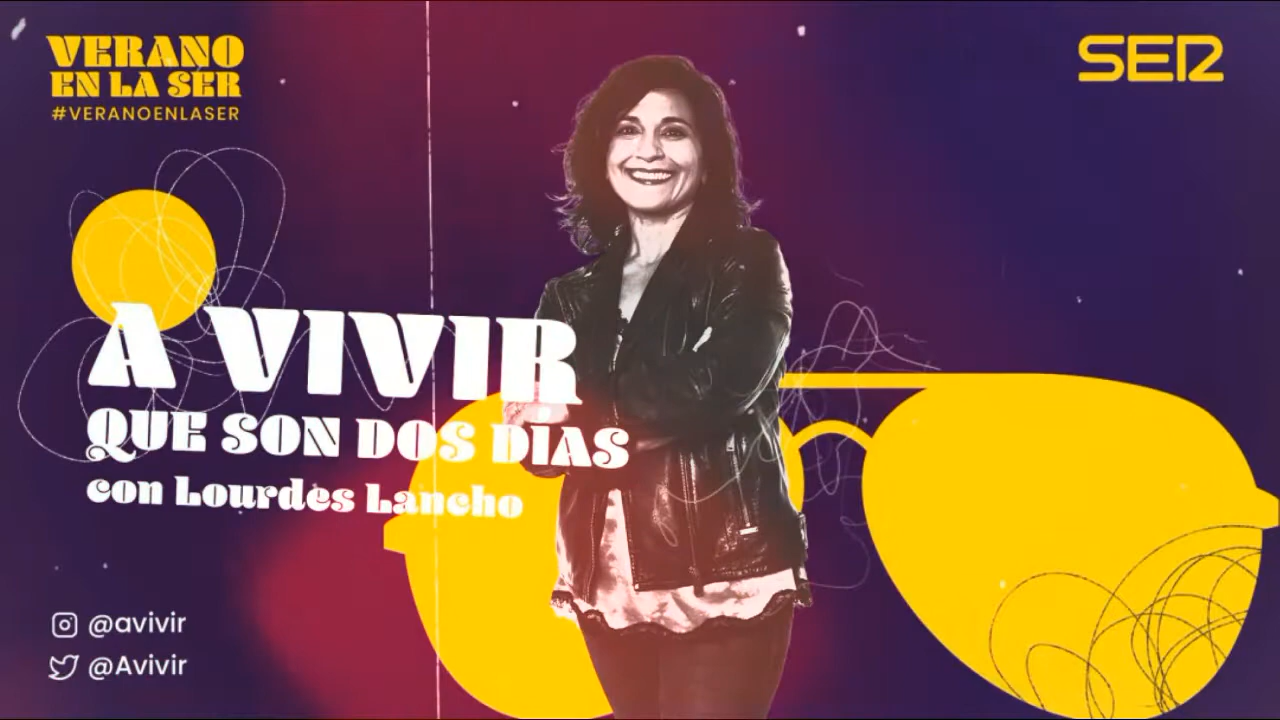 VERANO
EN LA SER
#VERANOENLASER
SER
A VIVIR
QUE SON DOS DÍAS
con Lourdes Lancho
@avivir
@Avivir